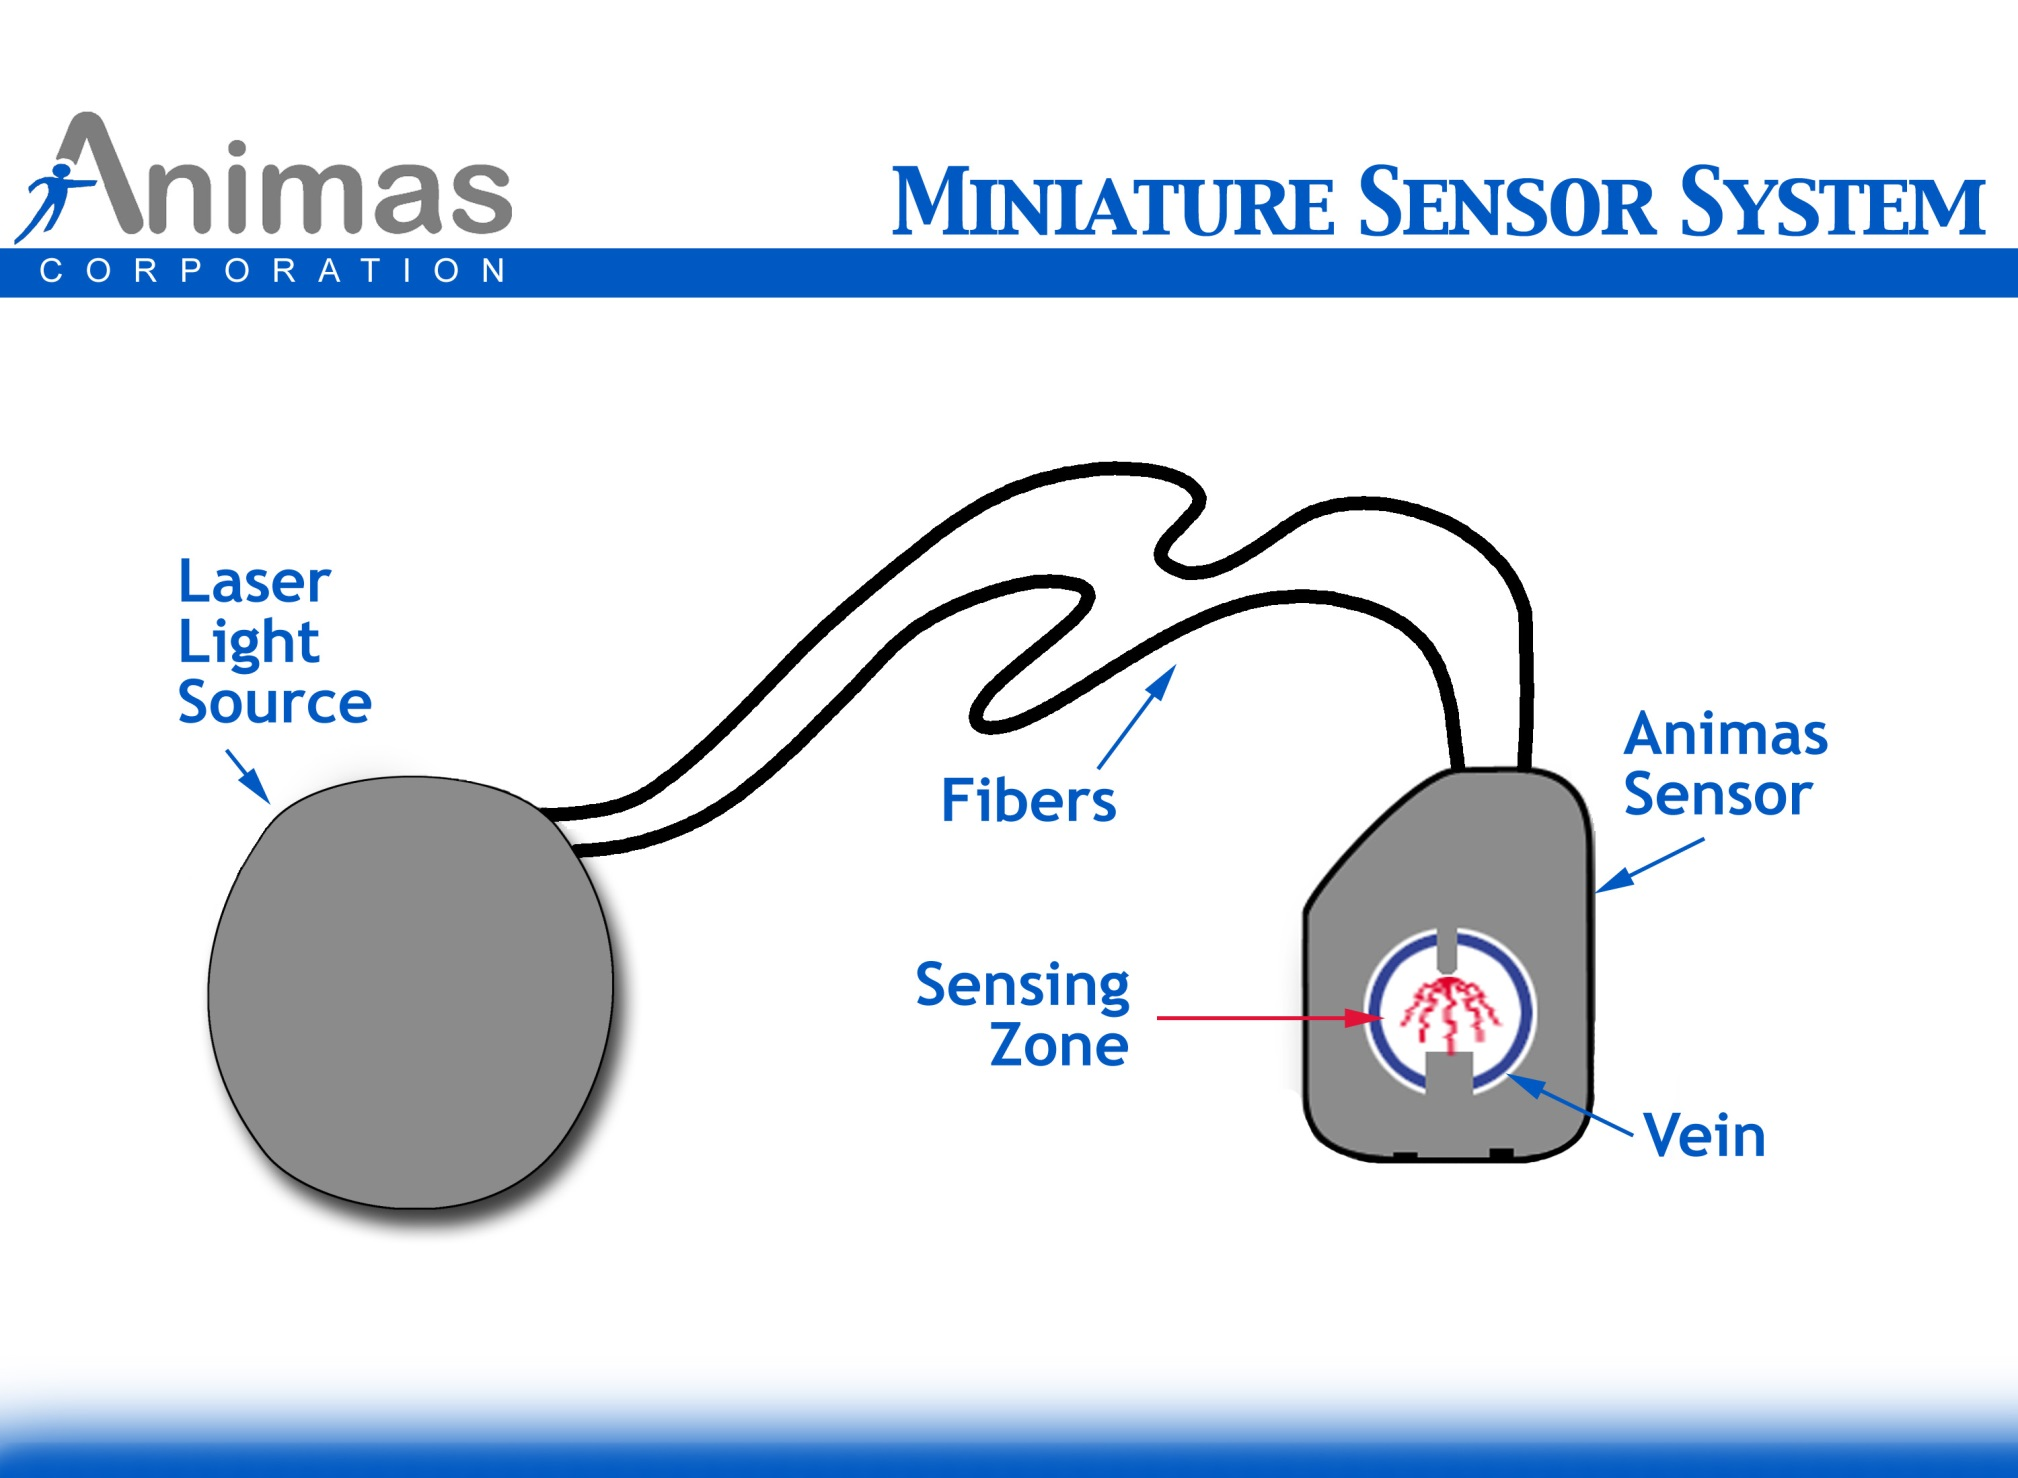 Animas
CORPORATION
MINIATURE SENSOR SYSTEM
Laser
Light
Source
Fibers
Animas
Sensor
Sensing
Zone
Vein